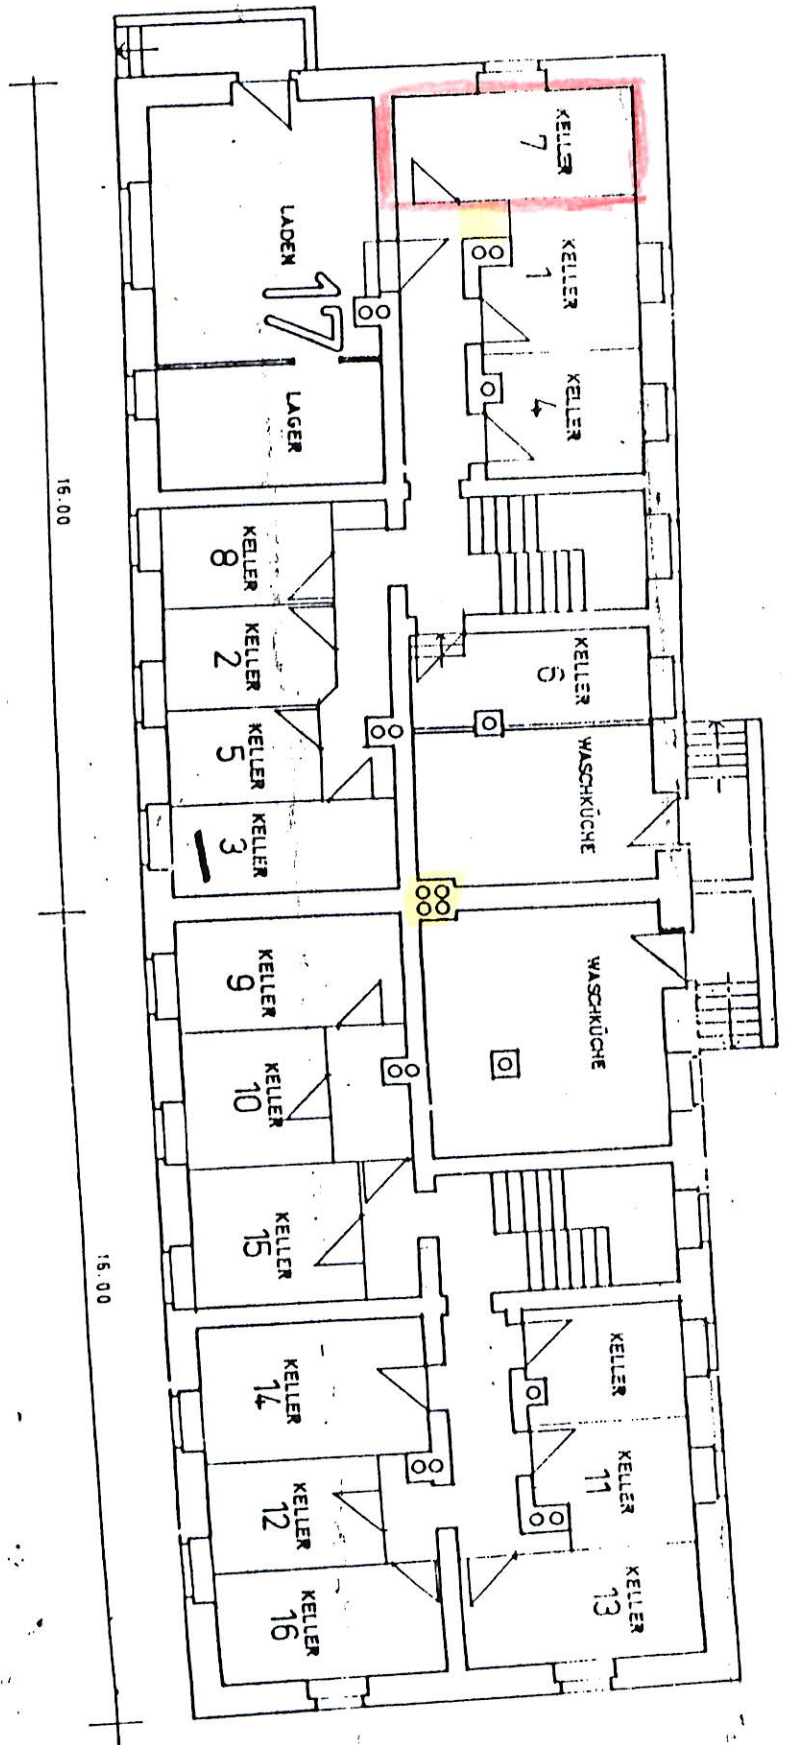 KELLER
7
KELLER
1
KELLER
4
LADEN
17
LAGER
KELLER
8
KELLER
2
KELLER
5
KELLER
3
KELLER
6
WASCHKÜCHE
WASCHKÜCHE
KELLER
9
KELLER
10
KELLER
15
KELLER
14
KELLER
12
KELLER
16
KELLER
KELLER
11
KELLER
13
16.00
16.00